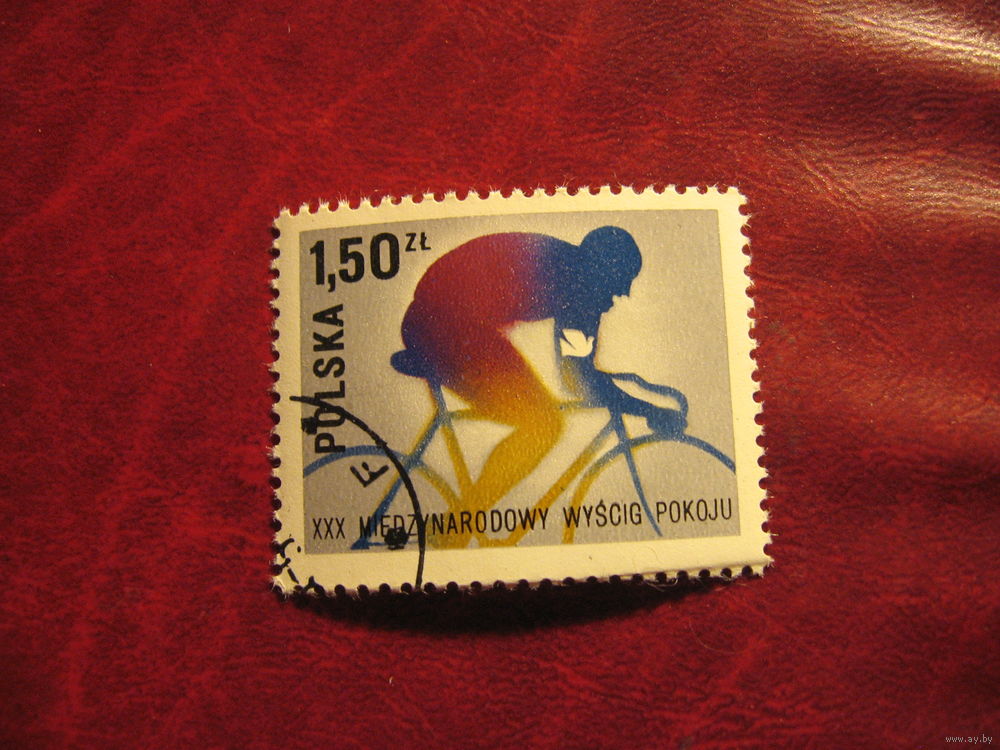 1,50 ZŁ
POLSKA
XXX MIĘDZYNARODOWY WYŚCIG POKOJU
www.ay.by